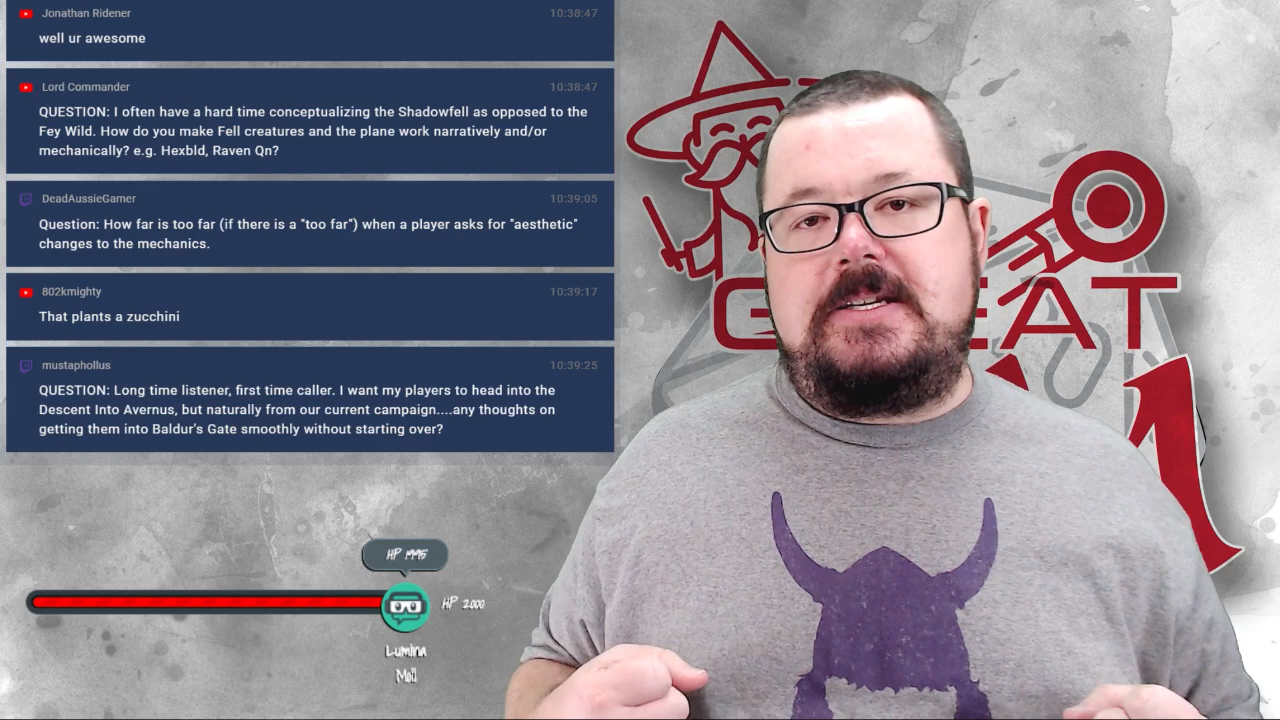 Jonathan Ridener
10:38:47
well ur awesome
Lord Commander
10:38:47
QUESTION: I often have a hard time conceptualizing the Shadowfell as opposed to the
Fey Wild. How do you make Fell creatures and the plane work narratively and/or
mechanically? e.g. Hexbld, Raven Qn?
DeadAussieGamer
10:39:05
Question: How far is too far (if there is a "too far") when a player asks for "aesthetic"
changes to the mechanics.
802kmighty
10:39:17
That plants a zucchini
mustaphollus
10:39:25
QUESTION: Long time listener, first time caller. I want my players to head into the
Descent Into Avernus, but naturally from our current campaign....any thoughts on
getting them into Baldur's Gate smoothly without starting over?
HP 1995
HP 2000
Lumina
Moll